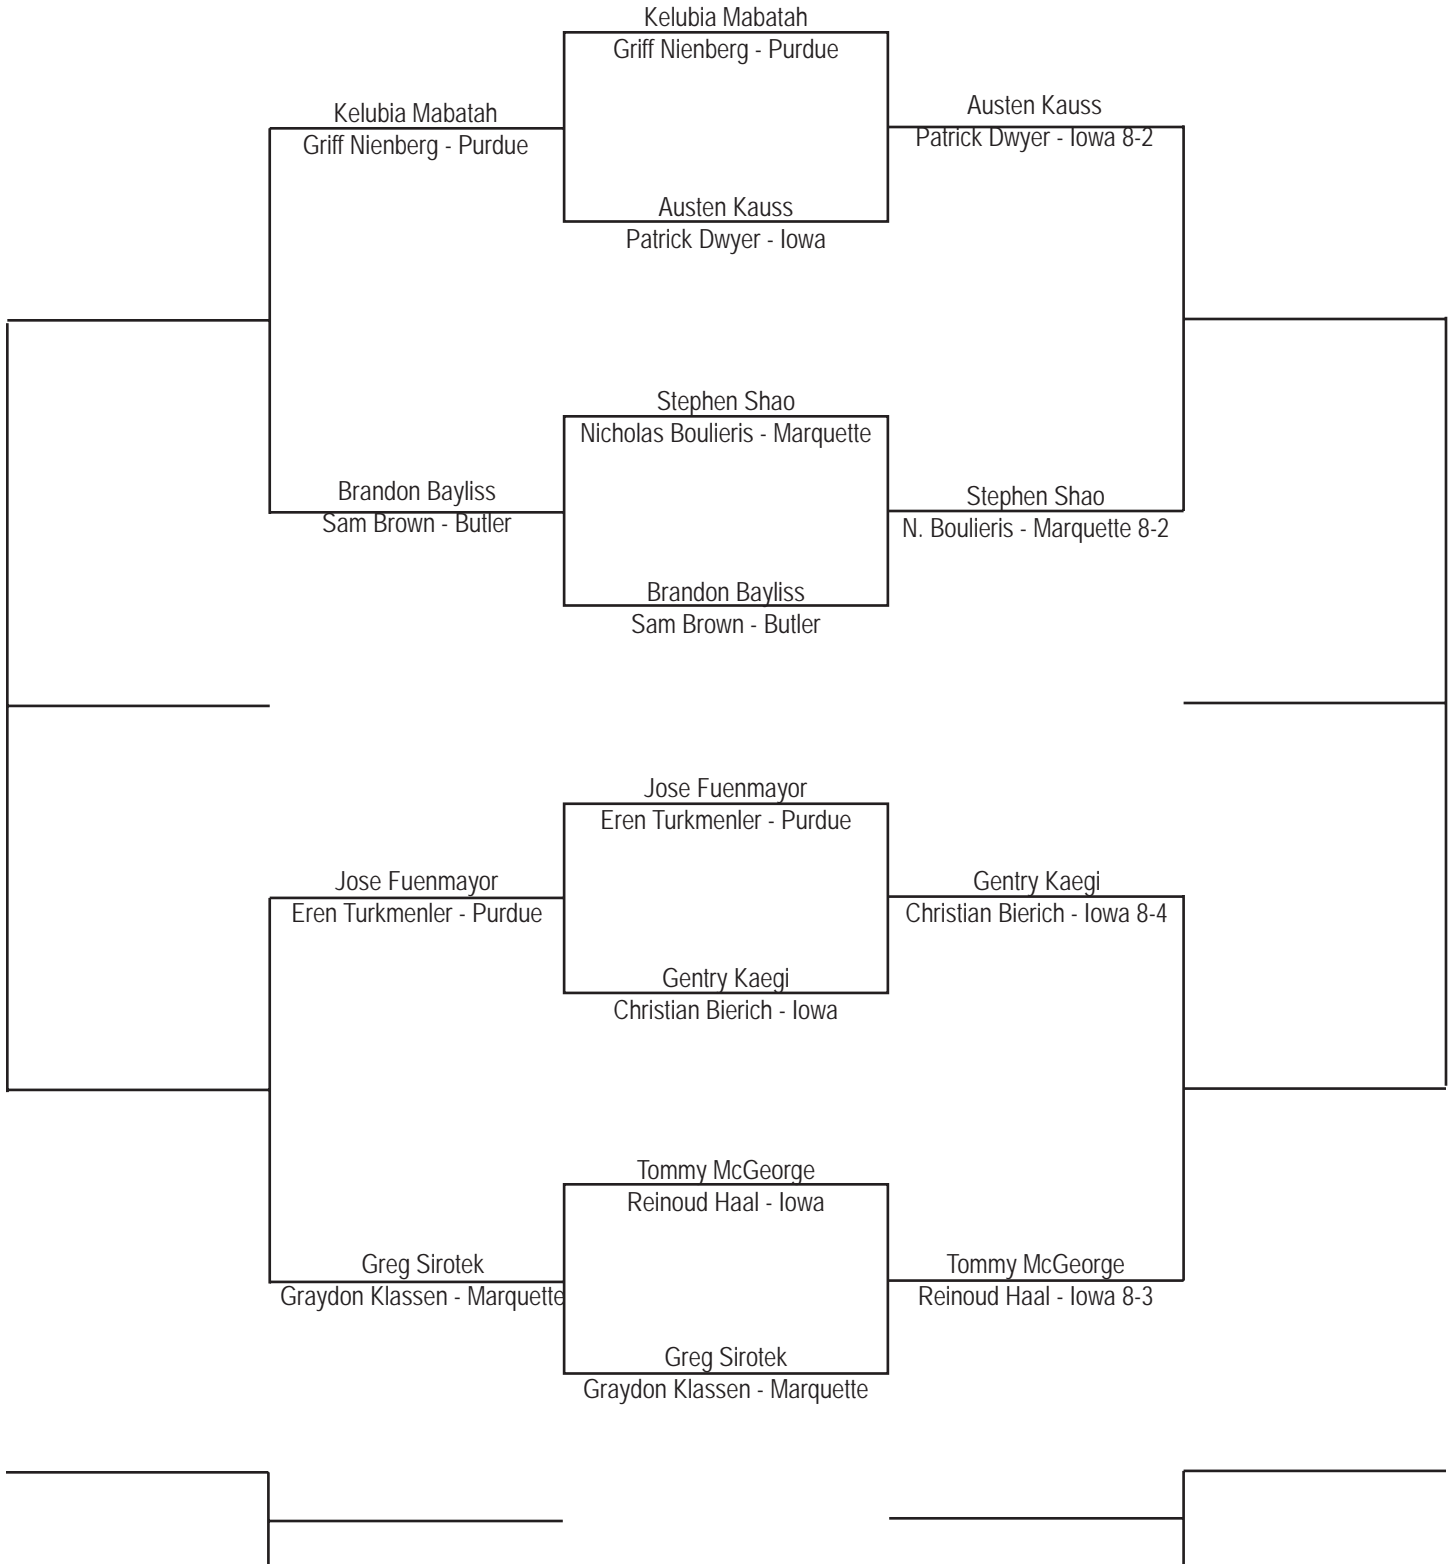 Kelubia Mabatah
Griff Nienberg - Purdue
Kelubia Mabatah
Griff Nienberg - Purdue
Austen Kauss
Patrick Dwyer - Iowa 8-2
Austen Kauss
Patrick Dwyer - Iowa
Stephen Shao
Nicholas Boulieris - Marquette
Brandon Bayliss
Sam Brown - Butler
Stephen Shao
N. Boulieris - Marquette 8-2
Brandon Bayliss
Sam Brown - Butler
Jose Fuenmayor
Eren Turkmenler - Purdue
Jose Fuenmayor
Eren Turkmenler - Purdue
Gentry Kaegi
Christian Bierich - Iowa 8-4
Gentry Kaegi
Christian Bierich - Iowa
Tommy McGeorge
Reinoud Haal - Iowa
Greg Sirotek
Graydon Klassen - Marquette
Tommy McGeorge
Reinoud Haal - Iowa 8-3
Greg Sirotek
Graydon Klassen - Marquette